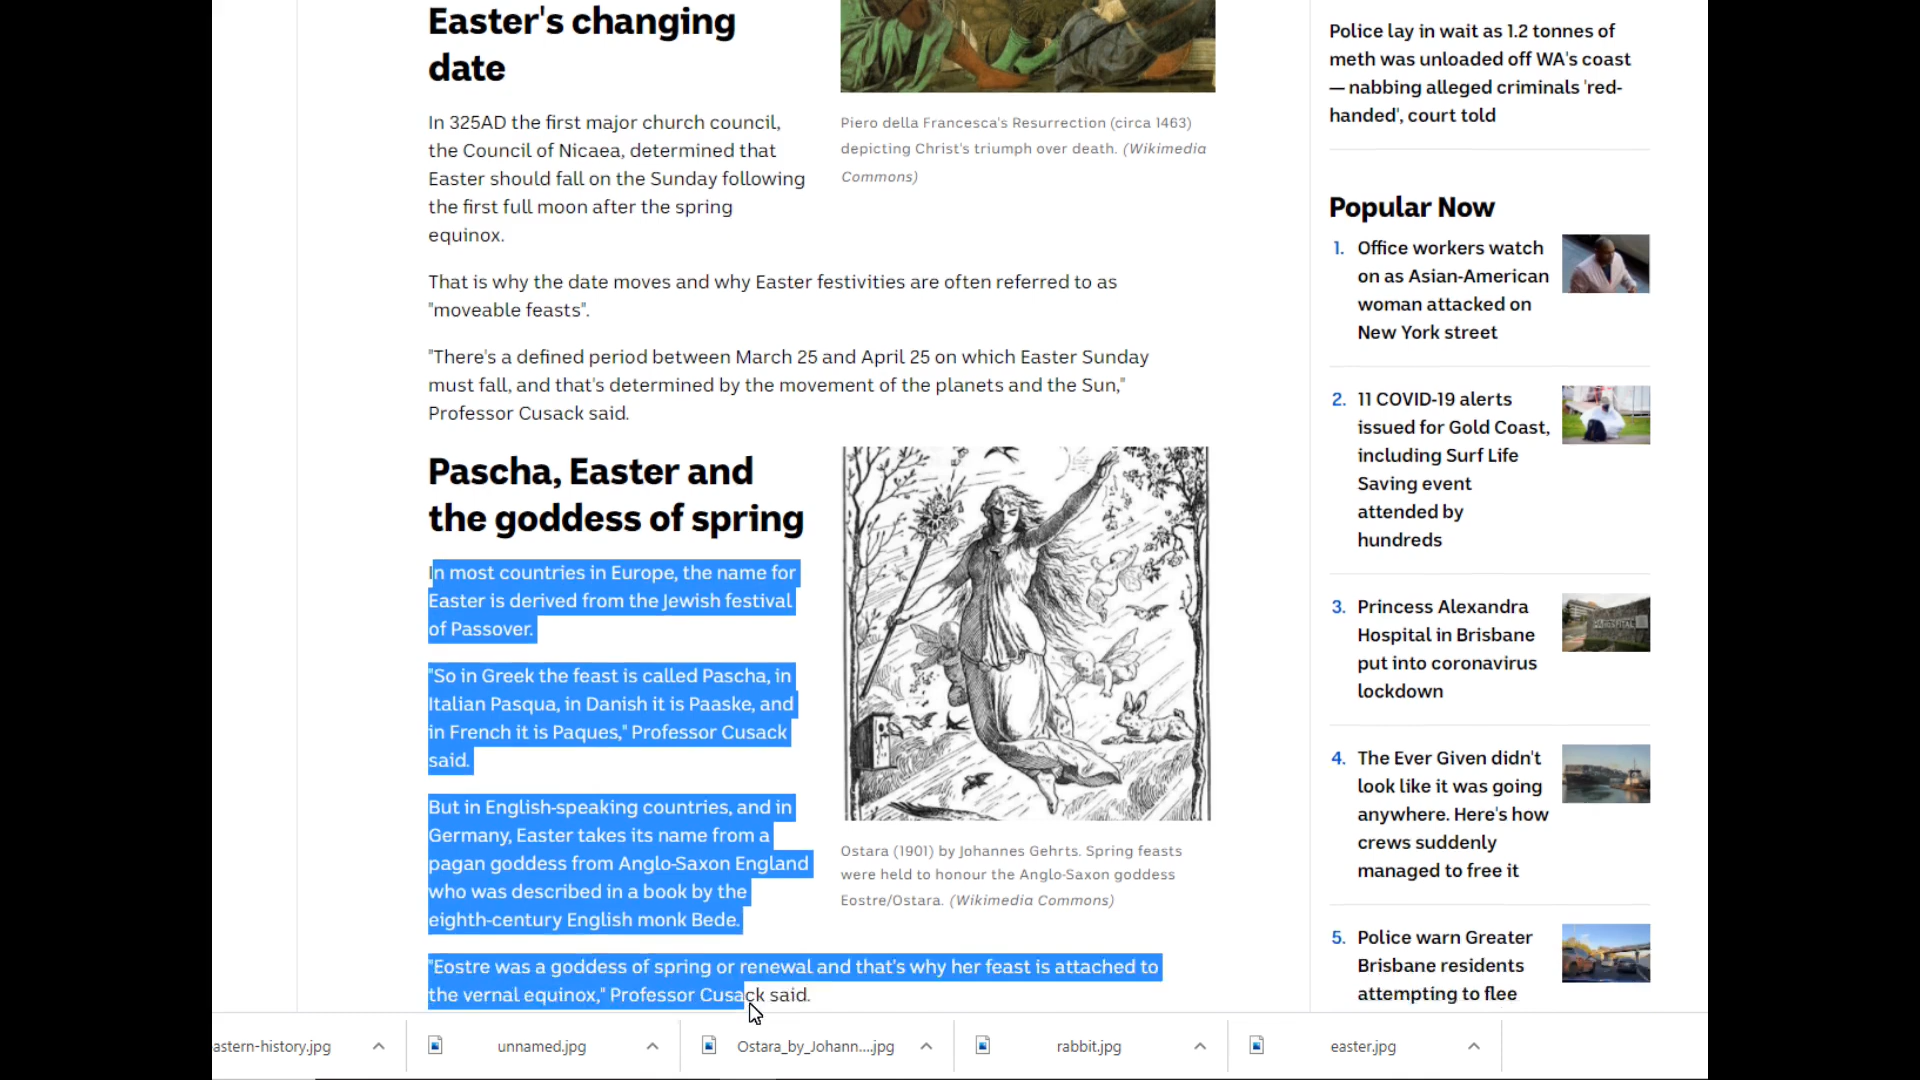 Easter's changing
date
In 325AD the first major church council,
the Council of Nicaea, determined that
Easter should fall on the Sunday following
the first full moon after the spring
equinox.
Piero della Francesca's Resurrection (circa 1463)
depicting Christ's triumph over death. (Wikimedia
Commons)
That is why the date moves and why Easter festivities are often referred to as
"moveable feasts".
"There's a defined period between March 25 and April 25 on which Easter Sunday
must fall, and that's determined by the movement of the planets and the Sun,"
Professor Cusack said.
Pascha, Easter and
the goddess of spring
In most countries in Europe, the name for
Easter is derived from the Jewish festival
of Passover.
"So in Greek the feast is called Pascha, in
Italian Pasqua, in Danish it is Paaske, and
in French it is Paques," Professor Cusack
said.
But in English-speaking countries, and in
Germany, Easter takes its name from a
pagan goddess from Anglo-Saxon England
who was described in a book by the
eighth-century English monk Bede.
Ostara (1901) by Johannes Gehrts. Spring feasts
were held to honour the Anglo-Saxon goddess
Eostre/Ostara. (Wikimedia Commons)
"Eostre was a goddess of spring or renewal and that's why her feast is attached to
the vernal equinox," Professor Cusack said.
Police lay in wait as 1.2 tonnes of
meth was unloaded off WA's coast
— nabbing alleged criminals 'red-
handed', court told
Popular Now
1. Office workers watch
on as Asian-American
woman attacked on
New York street
2. 11 COVID-19 alerts
issued for Gold Coast,
including Surf Life
Saving event
attended by
hundreds
3. Princess Alexandra
Hospital in Brisbane
put into coronavirus
lockdown
4. The Ever Given didn't
look like it was going
anywhere. Here's how
crews suddenly
managed to free it
5. Police warn Greater
Brisbane residents
attempting to flee
astern-history.jpg
unnamed.jpg
Ostara_by_Johann....jpg
rabbit.jpg
easter.jpg